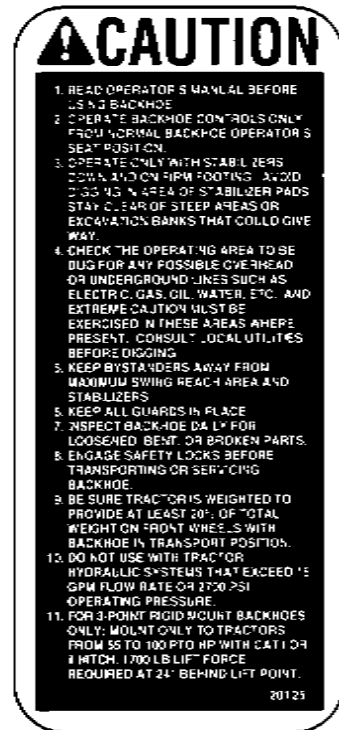 CAUTION
1. READ OPERATOR'S MANUAL BEFORE
USING BACKHOE
2. OPERATE BACKHOE CONTROLS ONLY
FROM NORMAL BACKHOE OPERATOR'S
SEAT POSITION.
3. OPERATE ONLY WITH STABILIZERS
DOWN AND ON FIRM FOOTING. AVOID
DIGGING IN AREA OF STABILIZER PADS
STAY CLEAR OF STEEP AREAS OR
EXCAVATION BANKS THAT COULD GIVE
WAY.
4. CHECK THE OPERATING AREA TO BE
DUG FOR ANY POSSIBLE OVERHEAD
OR UNDERGROUND LINES SUCH AS
ELECTRIC, GAS, OIL, WATER, ETC. AND
EXTREME CAUTION MUST BE
EXERCISED IN THESE AREAS WHERE
PRESENT. CONSULT LOCAL UTILITIES
BEFORE DIGGING
5. KEEP BYSTANDERS AWAY FROM
MAXIMUM SWING REACH AREA AND
STABILIZERS
6. KEEP ALL GUARDS IN PLACE
7. INSPECT BACKHOE DAILY FOR
LOOSENED, BENT, OR BROKEN PARTS.
8. ENGAGE SAFETY LOCKS BEFORE
TRANSPORTING OR SERVICING
BACKHOE.
9. BE SURE TRACTOR IS WEIGHTED TO
PROVIDE AT LEAST 20% OF TOTAL
WEIGHT ON FRONT WHEELS WITH
BACKHOE IN TRANSPORT POSITION.
10. DO NOT USE WITH TRACTOR
HYDRAULIC SYSTEMS THAT EXCEED
GPM FLOW RATE OR 2700 PSI
OPERATING PRESSURE.
11. FOR 3-POINT RIGID MOUNT BACKHOES
ONLY: MOUNT ONLY TO TRACTORS
FROM 55 TO 100 PTO HP WITH CAT I OR
II HITCH. 1700 LB LIFT FORCE
REQUIRED AT 24" BEHIND LIFT POINT.
20125